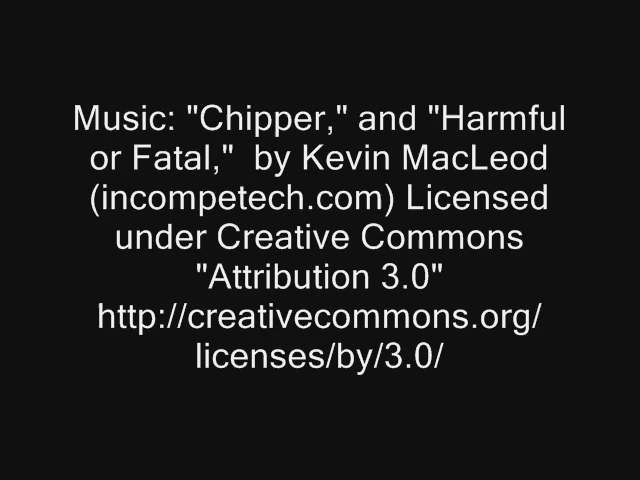 Music: "Chipper," and "Harmful
or Fatal,"  by Kevin MacLeod
(incompetech.com) Licensed
under Creative Commons
"Attribution 3.0"
http://creativecommons.org/
licenses/by/3.0/